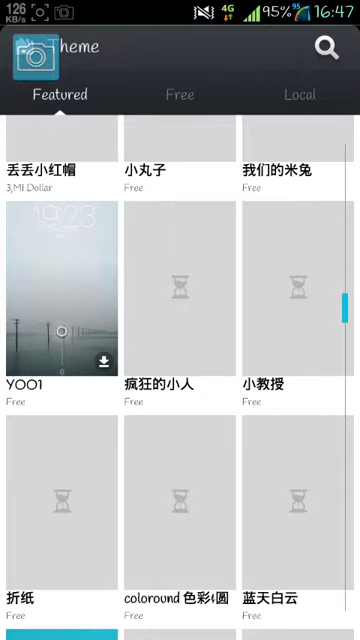 126 KB/s 4G 95% 95 16:47
Theme
Featured Free Local
丢丢小红帽 小丸子 我们的米兔
3,MI Dollar Free Free
19:23
YOO1 疯狂的小人 小教授
Free Free Free
折纸 coloround 色彩&圆 蓝天白云
Free Free Free